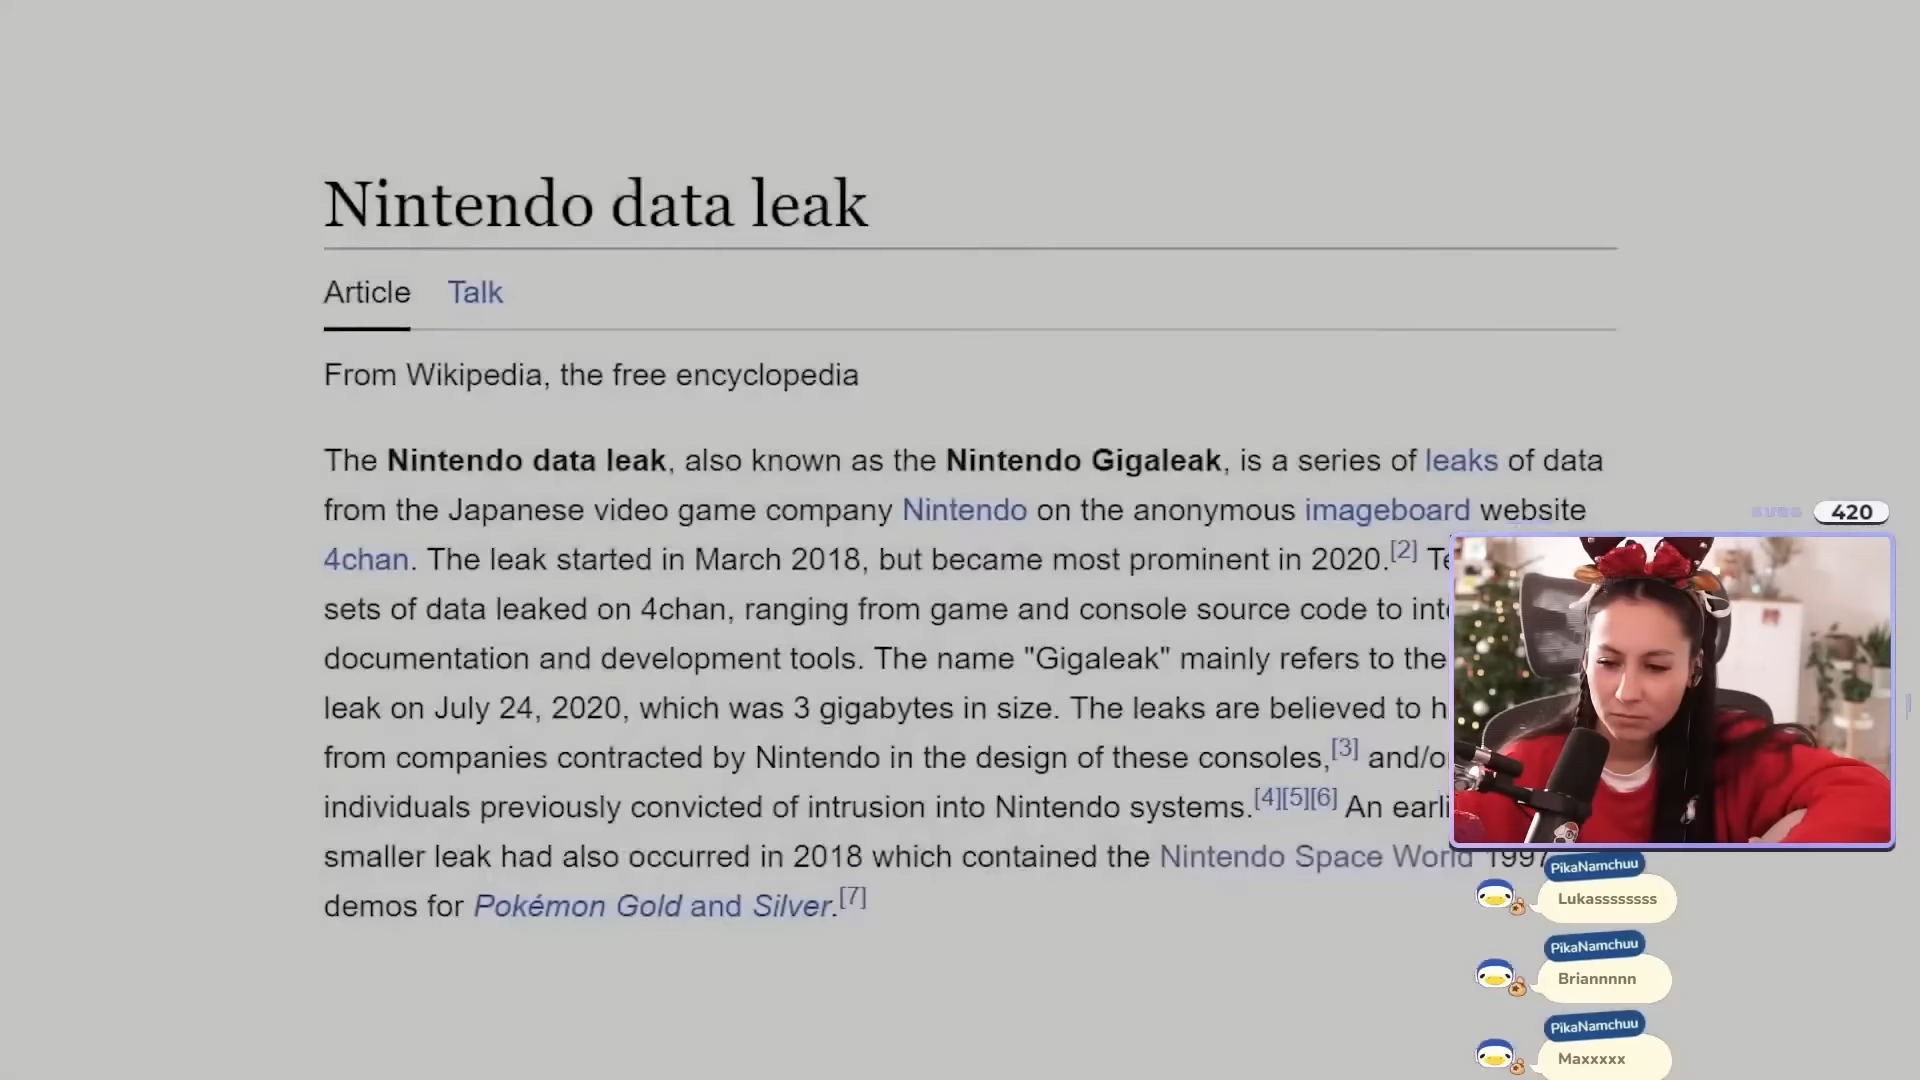 Nintendo data leak
Article Talk
From Wikipedia, the free encyclopedia
The Nintendo data leak, also known as the Nintendo Gigaleak, is a series of leaks of data
from the Japanese video game company Nintendo on the anonymous imageboard website
4chan. The leak started in March 2018, but became most prominent in 2020.[2]
sets of data leaked on 4chan, ranging from game and console source code to
documentation and development tools. The name "Gigaleak" mainly refers to the
leak on July 24, 2020, which was 3 gigabytes in size. The leaks are believed to
from companies contracted by Nintendo in the design of these consoles,[3]
individuals previously convicted of intrusion into Nintendo systems.[4][5][6] An
smaller leak had also occurred in 2018 which contained the Nintendo Space World 1997
demos for Pokémon Gold and Silver.[7]
SUBS 420
PikaNamchuu
Lukassssssss
PikaNamchuu
Briannnnn
PikaNamchuu
Maxxxxx